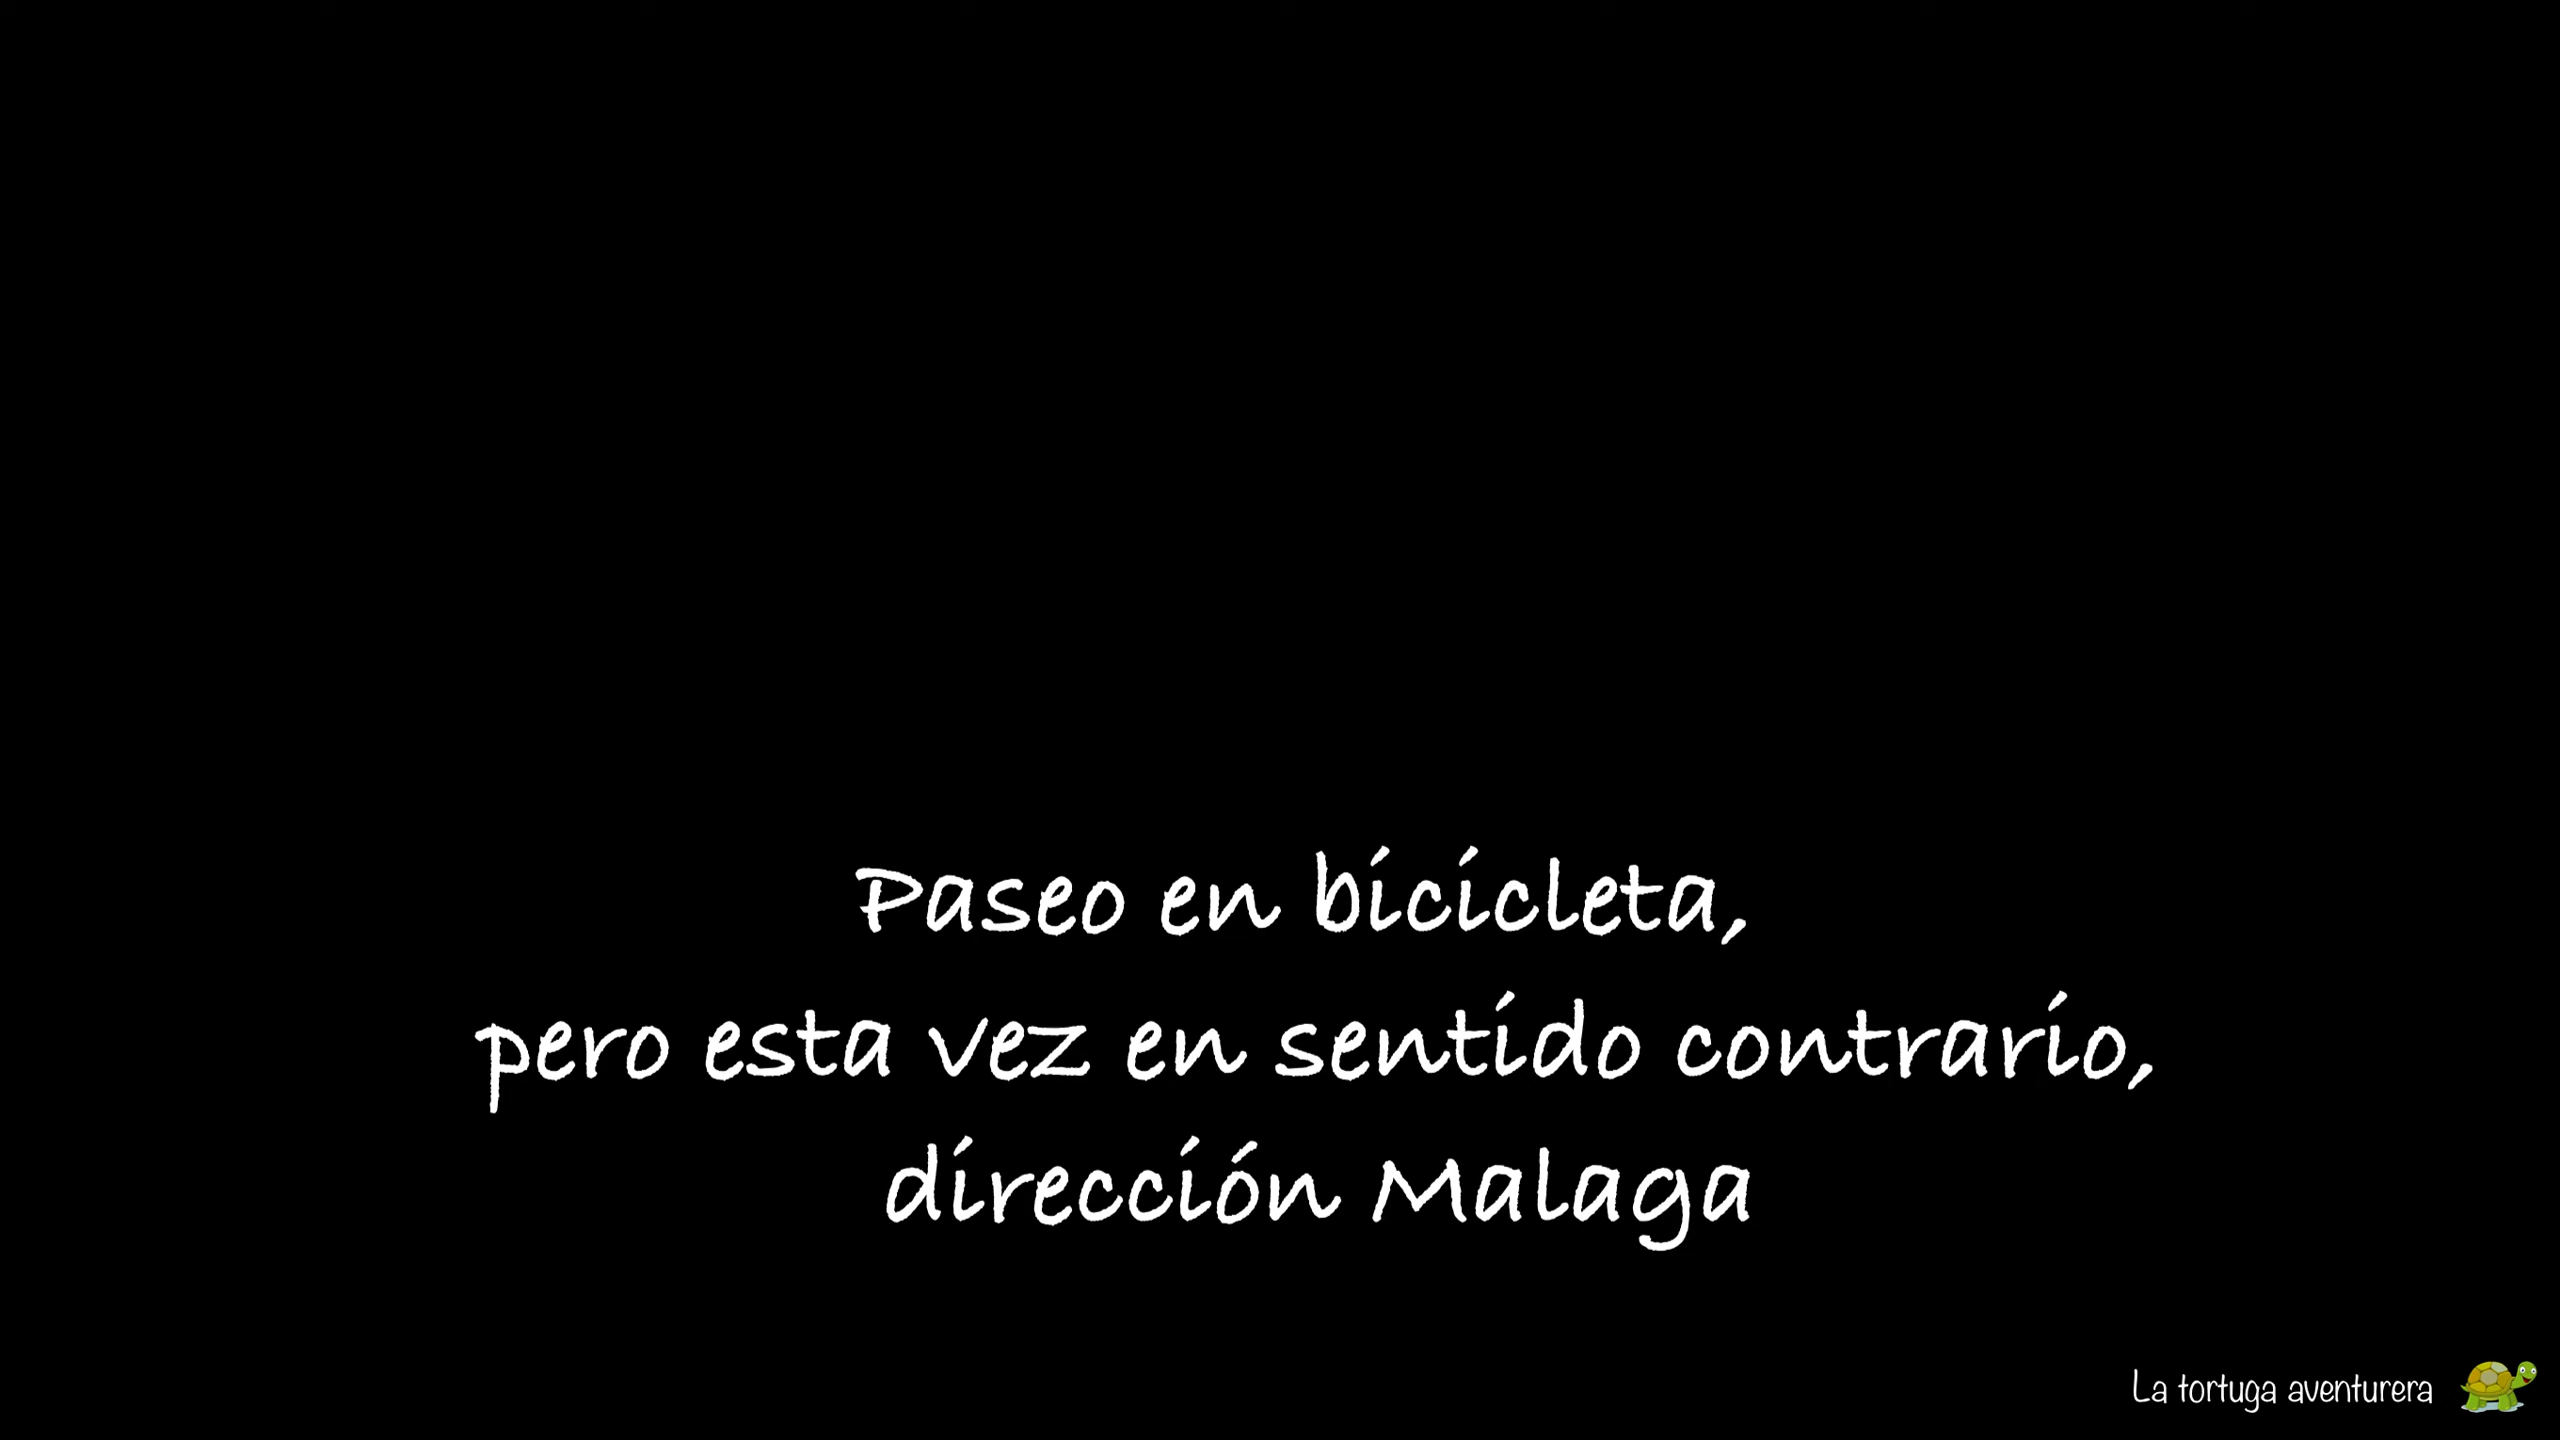 Paseo en bicicleta,
pero esta vez en sentido contrario,
dirección Malaga
La tortuga aventurera